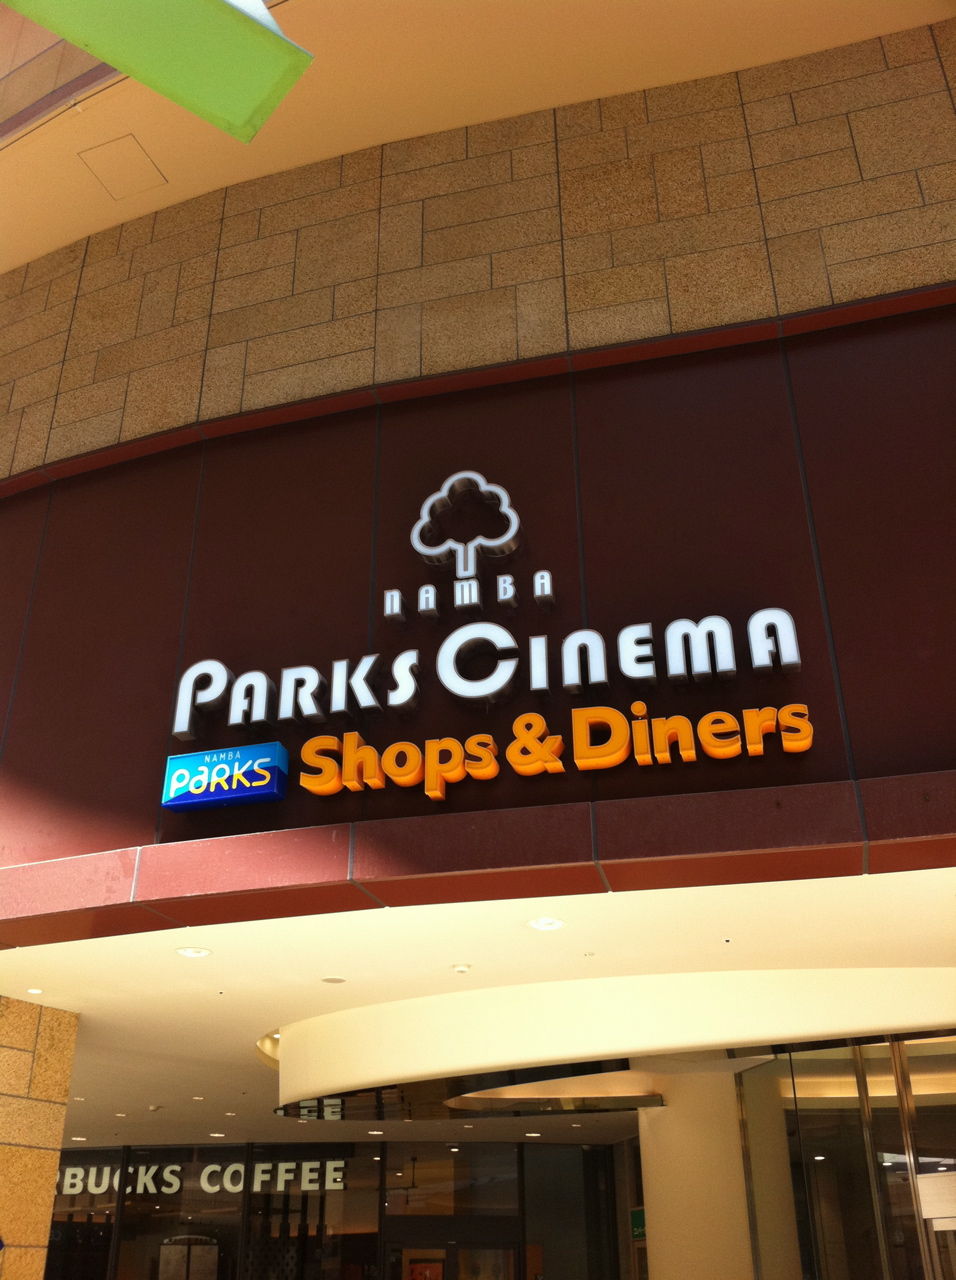 NAMBA
PARKS CINEMA
NAMBA
PARKS
Shops & Diners
RBUCKS COFFEE